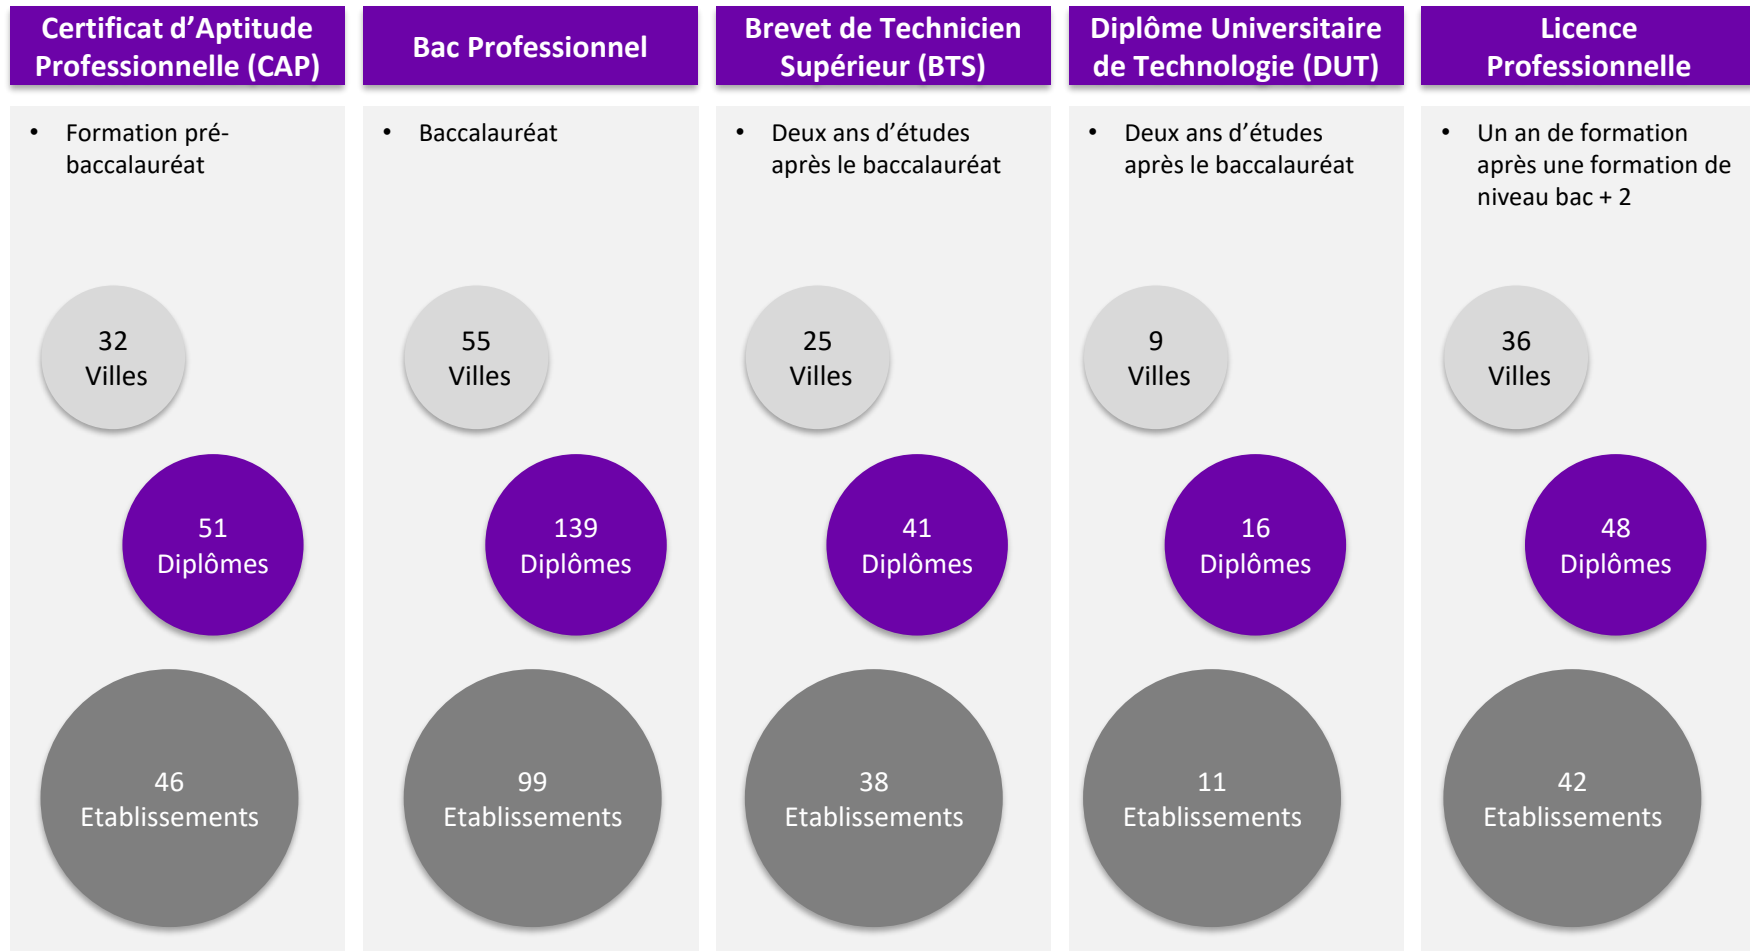 Certificat d’Aptitude
Professionnelle (CAP)
Bac Professionnel
Brevet de Technicien
Supérieur (BTS)
Diplôme Universitaire
de Technologie (DUT)
Licence
Professionnelle
• Formation pré-
baccalauréat
• Baccalauréat
• Deux ans d’études
après le baccalauréat
• Deux ans d’études
après le baccalauréat
• Un an de formation
après une formation de
niveau bac + 2
32
Villes
55
Villes
25
Villes
9
Villes
36
Villes
51
Diplômes
139
Diplômes
41
Diplômes
16
Diplômes
48
Diplômes
46
Etablissements
99
Etablissements
38
Etablissements
11
Etablissements
42
Etablissements